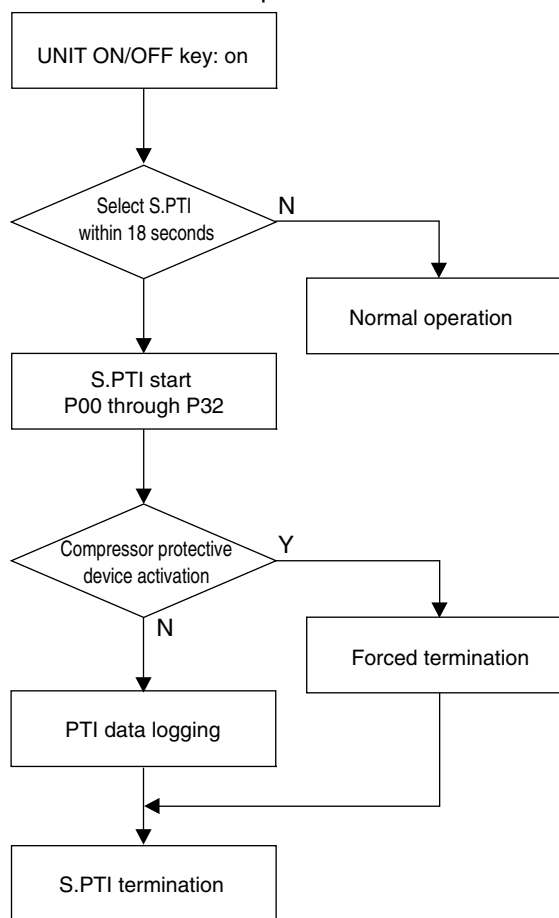 UNIT ON/OFF key: on
Select S.PTI
within 18 seconds
N
Normal operation
S.PTI start
P00 through P32
Compressor protective
device activation
Y
N
Forced termination
PTI data logging
S.PTI termination